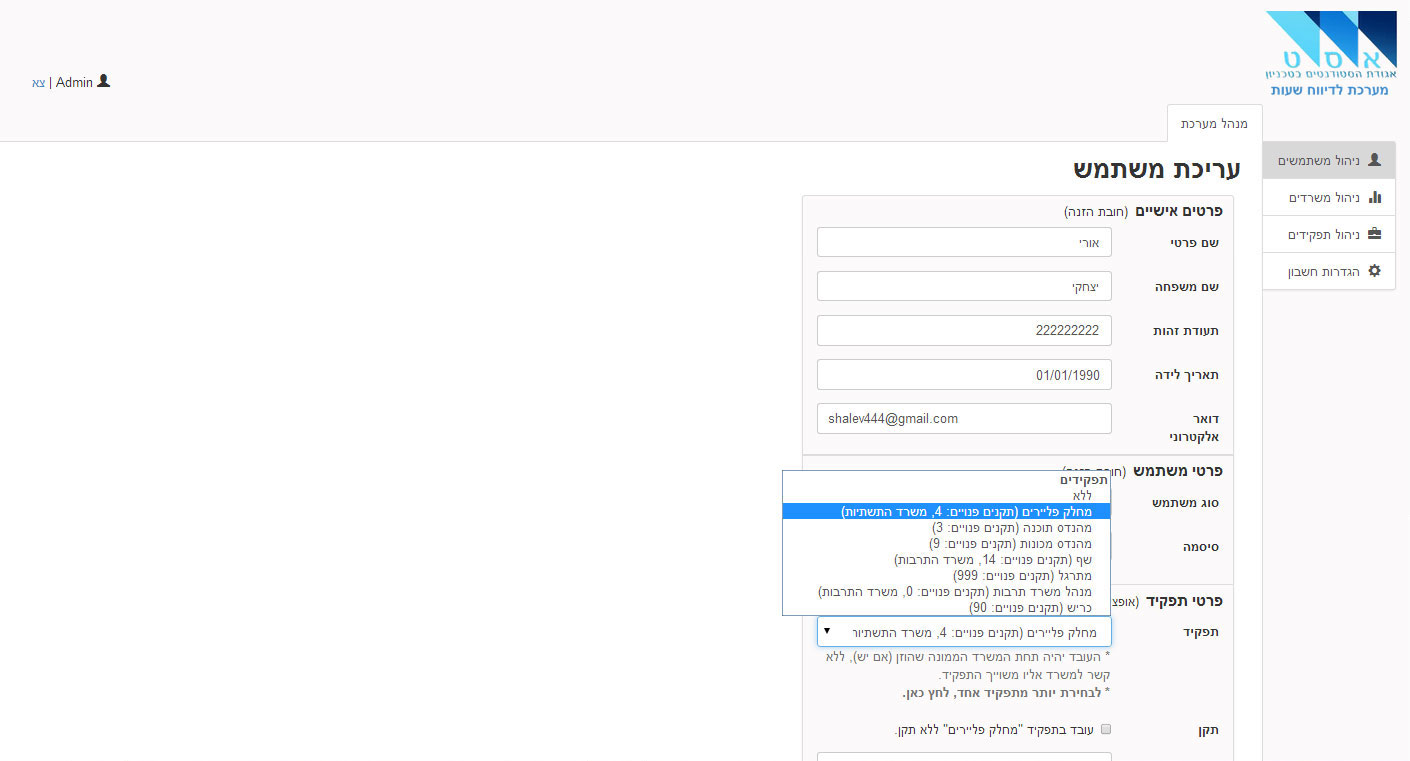 אסט
אגודת הסטודנטים בטכניון
מערכת לדיווח שעות
Admin | צא
מנהל מערכת
ניהול משתמשים
ניהול משרדים
ניהול תפקידים
הגדרות חשבון
עריכת משתמש
פרטים אישיים (חובת הזנה)
שם פרטי אורי
שם משפחה יצחקי
תעודת זהות 222222222
תאריך לידה 01/01/1990
דואר אלקטרוני shalev444@gmail.com
פרטי משתמש
סוג משתמש
סיסמה
תפקידים
ללא
מחלק פליירים (תקנים פנויים: 4, משרד התשתיות)
מהנדס תוכנה (תקנים פנויים: 3)
מהנדס מכונות (תקנים פנויים: 9)
שף (תקנים פנויים: 14, משרד התרבות)
מתרגל (תקנים פנויים: 999)
מנהל משרד תרבות (תקנים פנויים: 0, משרד התרבות)
כריש (תקנים פנויים: 90)
פרטי תפקיד (אופצ
תפקיד מחלק פליירים (תקנים פנויים: 4, משרד התשתיור
* העובד יהיה תחת המשרד הממונה שהוזן (אם יש), ללא
קשר למשרד אליו משוייך התפקיד.
* לבחירת יותר מתפקיד אחד, לחץ כאן.
תקן עובד בתפקיד "מחלק פליירים" ללא תקן.